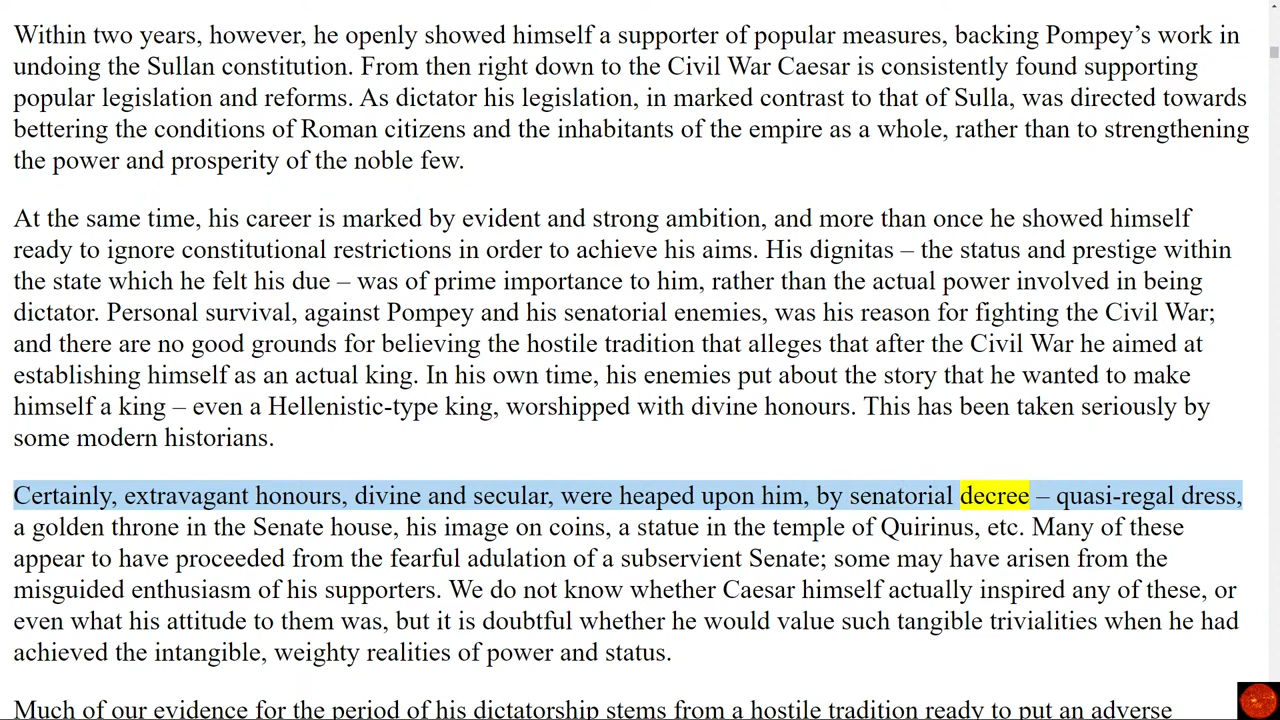 Within two years, however, he openly showed himself a supporter of popular measures, backing Pompey’s work in
undoing the Sullan constitution. From then right down to the Civil War Caesar is consistently found supporting
popular legislation and reforms. As dictator his legislation, in marked contrast to that of Sulla, was directed towards
bettering the conditions of Roman citizens and the inhabitants of the empire as a whole, rather than to strengthening
the power and prosperity of the noble few.
At the same time, his career is marked by evident and strong ambition, and more than once he showed himself
ready to ignore constitutional restrictions in order to achieve his aims. His dignitas – the status and prestige within
the state which he felt his due – was of prime importance to him, rather than the actual power involved in being
dictator. Personal survival, against Pompey and his senatorial enemies, was his reason for fighting the Civil War;
and there are no good grounds for believing the hostile tradition that alleges that after the Civil War he aimed at
establishing himself as an actual king. In his own time, his enemies put about the story that he wanted to make
himself a king – even a Hellenistic-type king, worshipped with divine honours. This has been taken seriously by
some modern historians.
Certainly, extravagant honours, divine and secular, were heaped upon him, by senatorial decree – quasi-regal dress,
a golden throne in the Senate house, his image on coins, a statue in the temple of Quirinus, etc. Many of these
appear to have proceeded from the fearful adulation of a subservient Senate; some may have arisen from the
misguided enthusiasm of his supporters. We do not know whether Caesar himself actually inspired any of these, or
even what his attitude to them was, but it is doubtful whether he would value such tangible trivialities when he had
achieved the intangible, weighty realities of power and status.
Much of our evidence for the period of his dictatorship stems from a hostile tradition ready to put an adverse